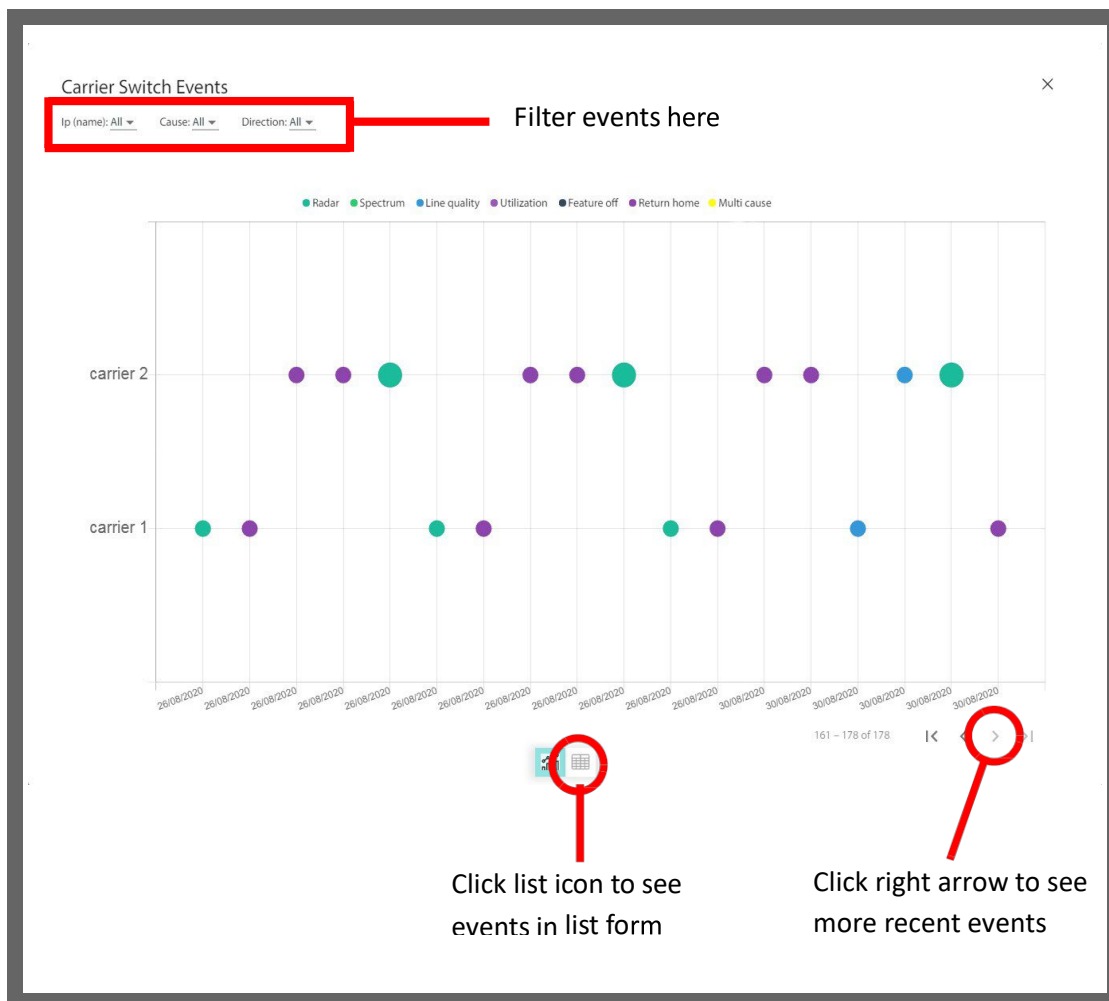 Carrier Switch Events
Ip (name): All Cause: All Direction: All
Filter events here
Radar Spectrum Line quality Utilization Feature off Return home Multi cause
carrier 2
carrier 1
26/08/2020 26/08/2020 26/08/2020 26/08/2020 26/08/2020 26/08/2020 26/08/2020 26/08/2020 26/08/2020 26/08/2020 26/08/2020 30/08/2020 30/08/2020 30/08/2020 30/08/2020 30/08/2020 30/08/2020
161 – 178 of 178
Click list icon to see
events in list form
Click right arrow to see
more recent events